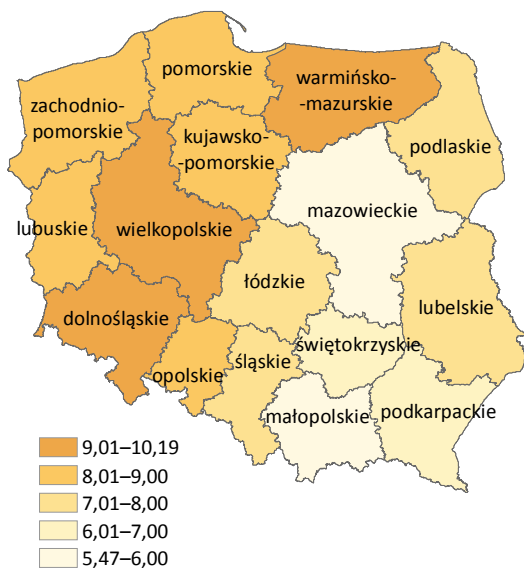 pomorskie
warmińsko-
-mazurskie
zachodnio-
pomorskie
kujawsko-
-pomorskie
podlaskie
mazowieckie
lubuskie
wielkopolskie
łódzkie
lubelskie
dolnośląskie
świętokrzyskie
śląskie
opolskie
małopolskie
podkarpackie
9,01–10,19
8,01–9,00
7,01–8,00
6,01–7,00
5,47–6,00